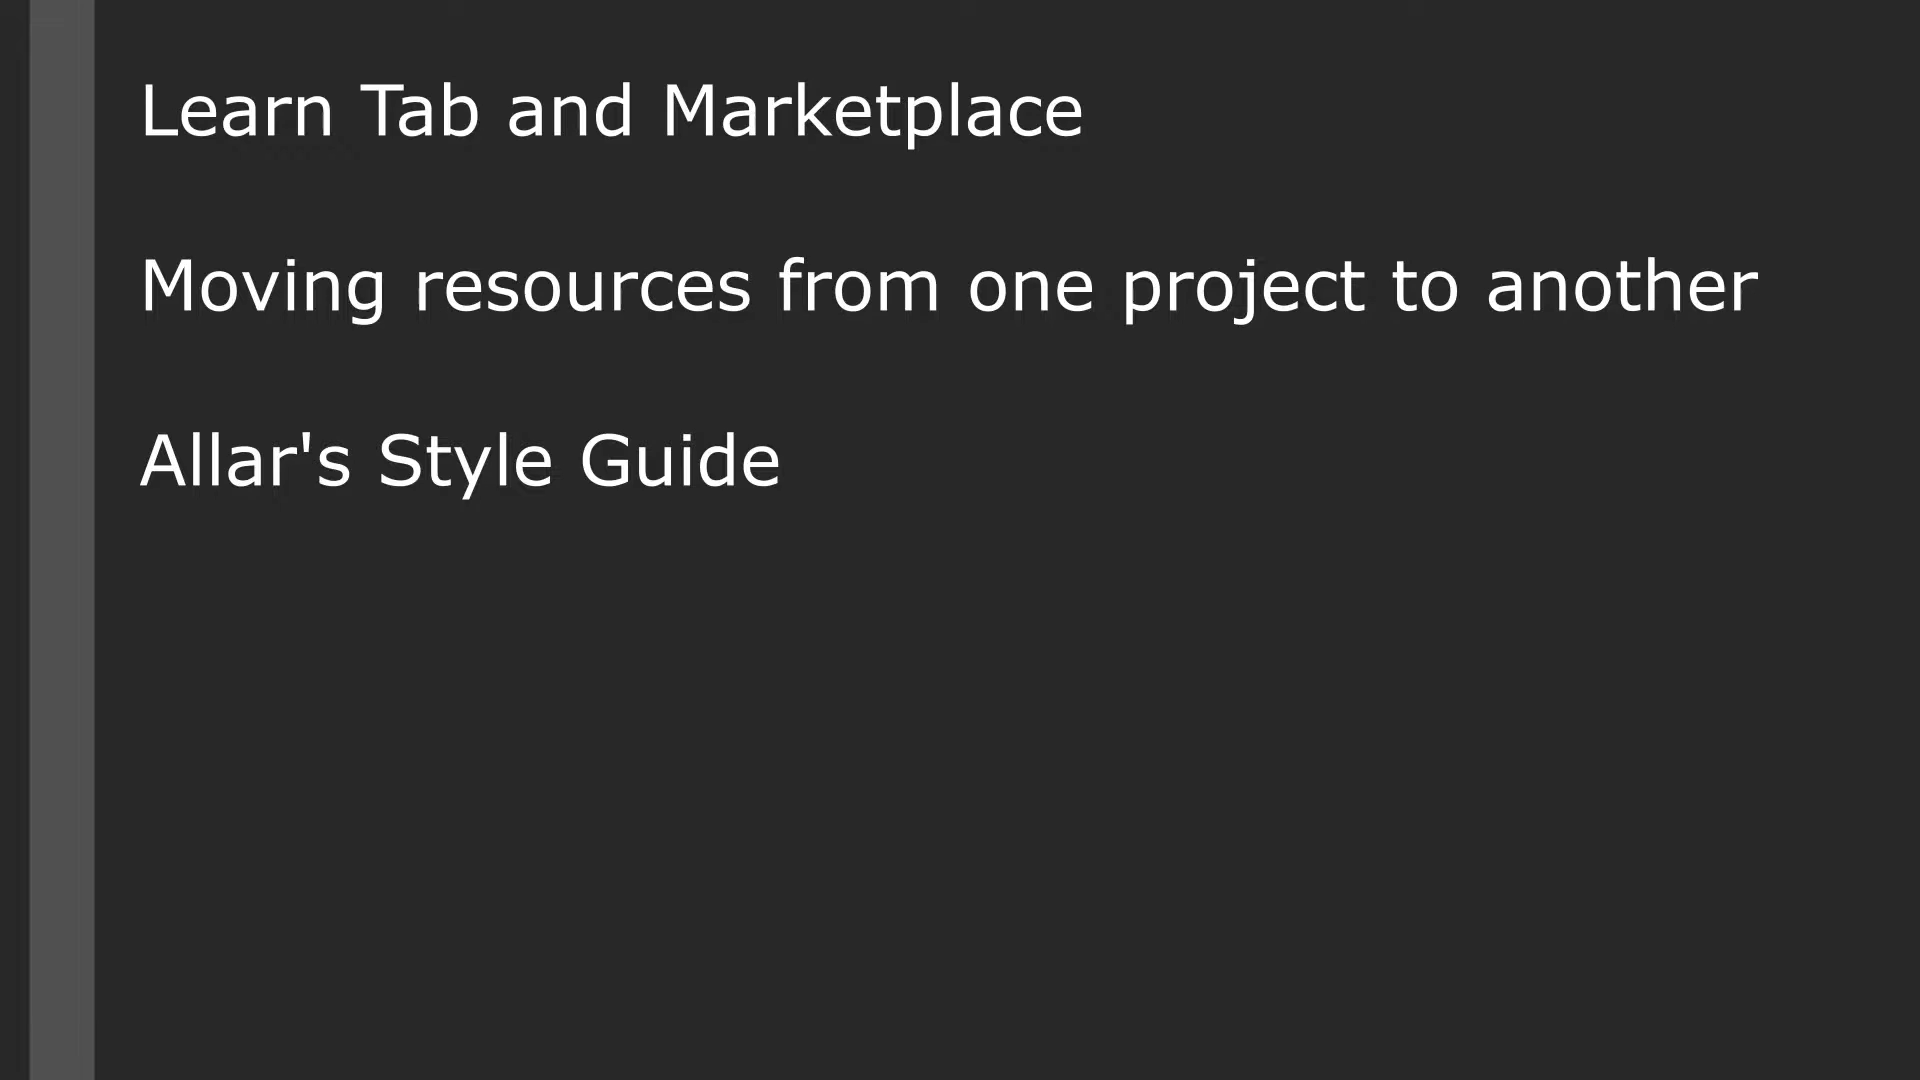 Learn Tab and Marketplace
Moving resources from one project to another
Allar's Style Guide